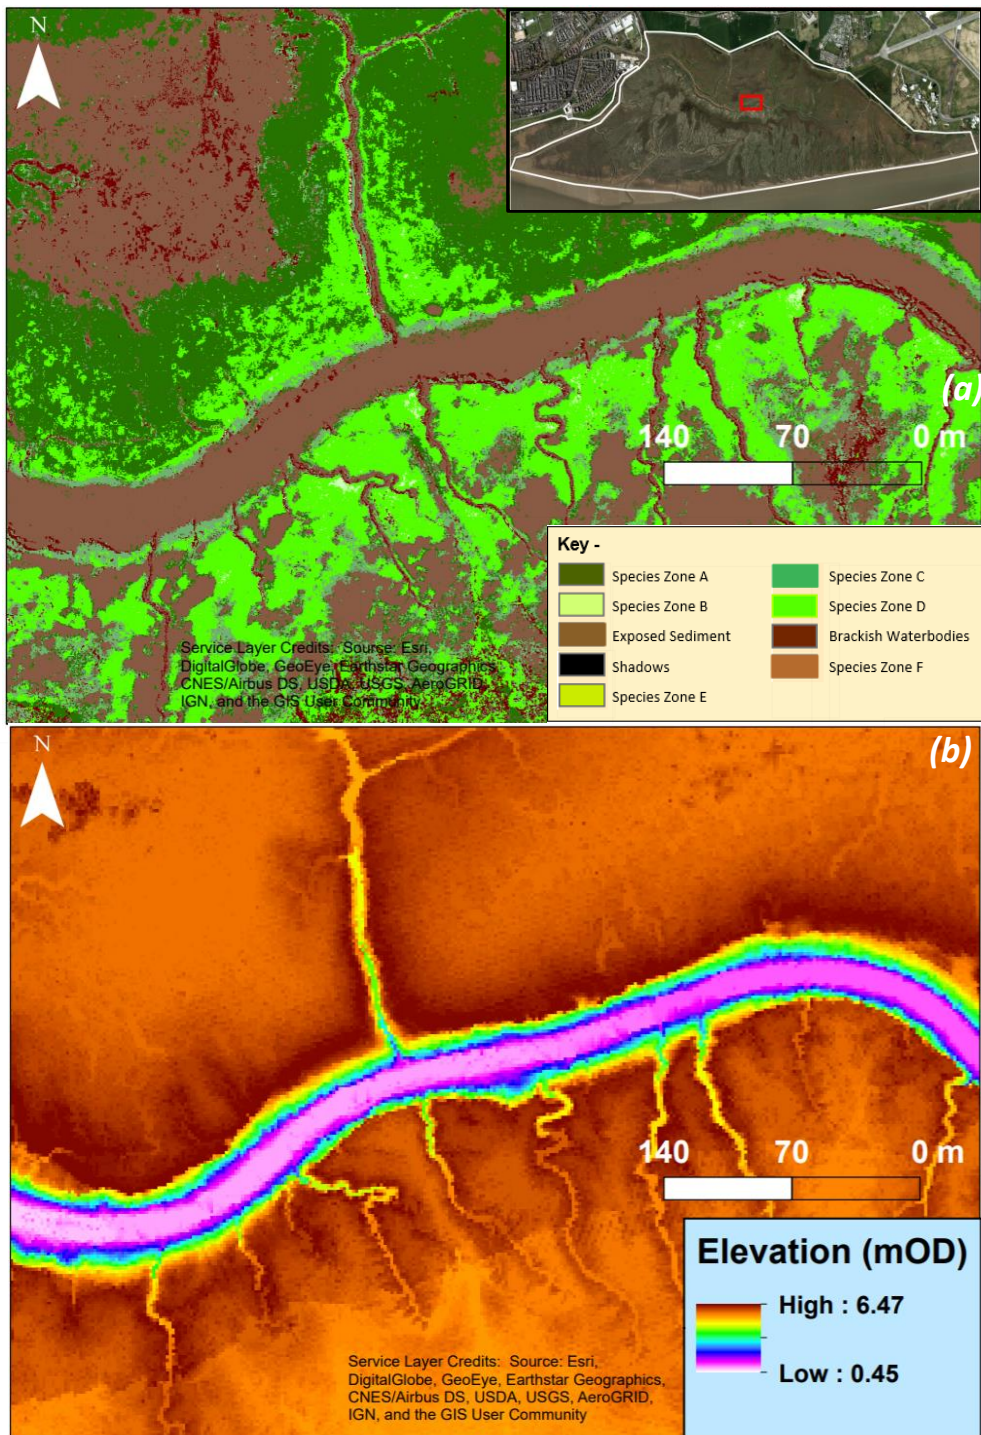 N
(a)
140 70 0 m
Key -
Species Zone A
Species Zone C
Species Zone B
Species Zone D
Exposed Sediment
Brackish Waterbodies
Shadows
Species Zone F
Species Zone E
Service Layer Credits: Source: Esri,
DigitalGlobe, GeoEye, Earthstar Geographics,
CNES/Airbus DS, USDA, USGS, AeroGRID,
IGN, and the GIS User Community
N
(b)
140 70 0 m
Elevation (mOD)
High : 6.47
Low : 0.45
Service Layer Credits: Source: Esri,
DigitalGlobe, GeoEye, Earthstar Geographics,
CNES/Airbus DS, USDA, USGS, AeroGRID,
IGN, and the GIS User Community